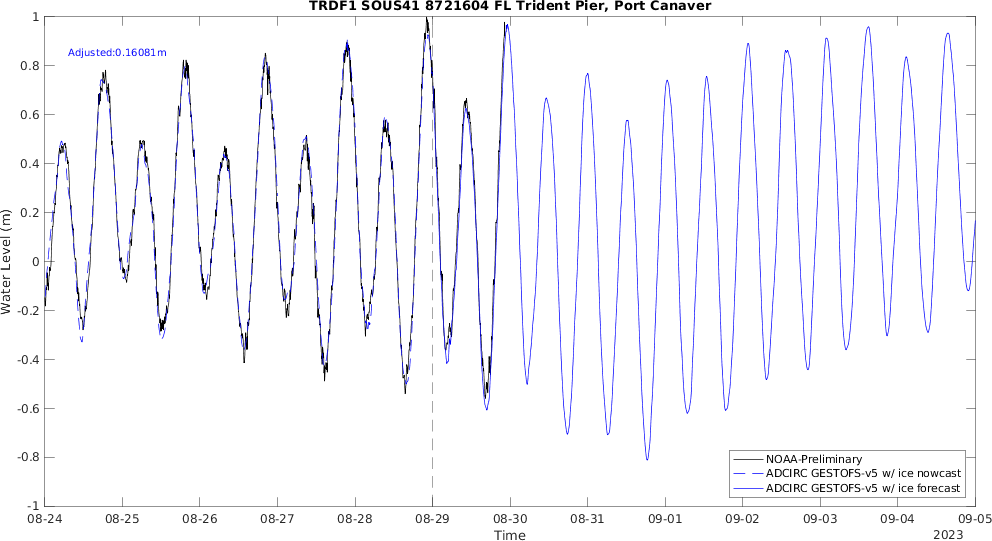 TRDF1 SOUS41 8721604 FL Trident Pier, Port Canaver
Adjusted:0.16081m
1
0.8
0.6
0.4
0.2
0
-0.2
-0.4
-0.6
-0.8
-1
Water Level (m)
NOAA-Preliminary
ADCIRC GESTOFS-v5 w/ ice nowcast
ADCIRC GESTOFS-v5 w/ ice forecast
08-24 08-25 08-26 08-27 08-28 08-29 08-30 08-31 09-01 09-02 09-03 09-04 09-05
Time
2023